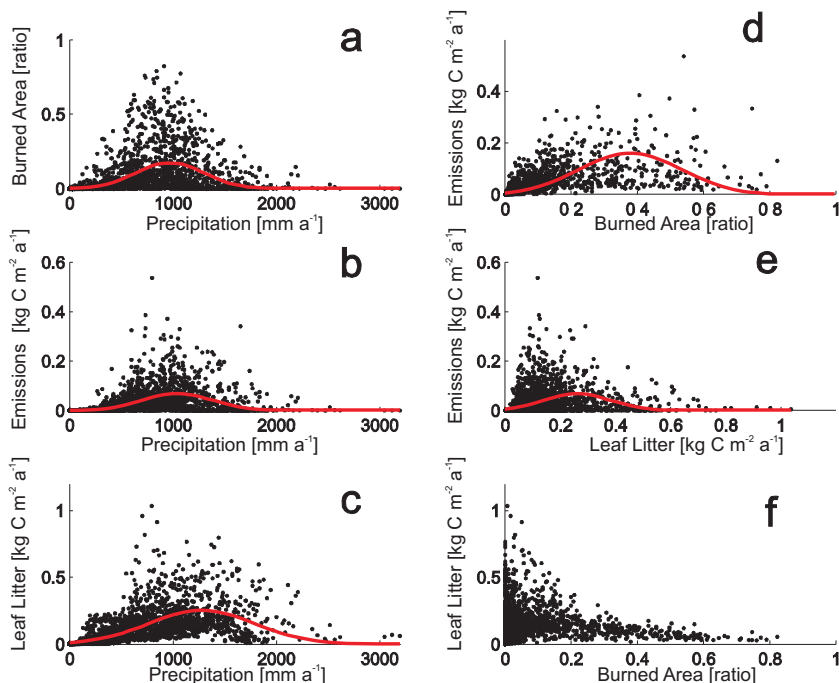 a
Burned Area [ratio]
1
0.5
0
0 1000 2000 3000
Precipitation [mm a⁻¹]
b
Emissions [kg C m⁻² a⁻¹]
0.6
0.4
0.2
0
0 1000 2000 3000
Precipitation [mm a⁻¹]
c
Leaf Litter [kg C m⁻² a⁻¹]
1
0.5
0
0 1000 2000 3000
Precipitation [mm a⁻¹]
d
Emissions [kg C m⁻² a⁻¹]
0.4
0.2
0
0 0 2 0 4 0 6 0 8 1
Burned Area [ratio]
e
Emissions [kg C m⁻² a⁻¹]
0.6
0.4
0.2
0
0 0.2 0.4 0.6 0.8 1
Leaf Litter [kg C m⁻² a⁻¹]
f
Leaf Litter [kg C m⁻² a⁻¹]
1
0.5
0
0 0.2 0.4 0.6 0.8 1
Burned Area [ratio]